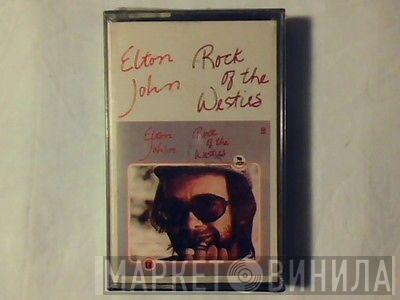 Elton Rock
John of the
Westies
Elton Rock
John of the
Westies
МАРКЕТ ВИНИЛА